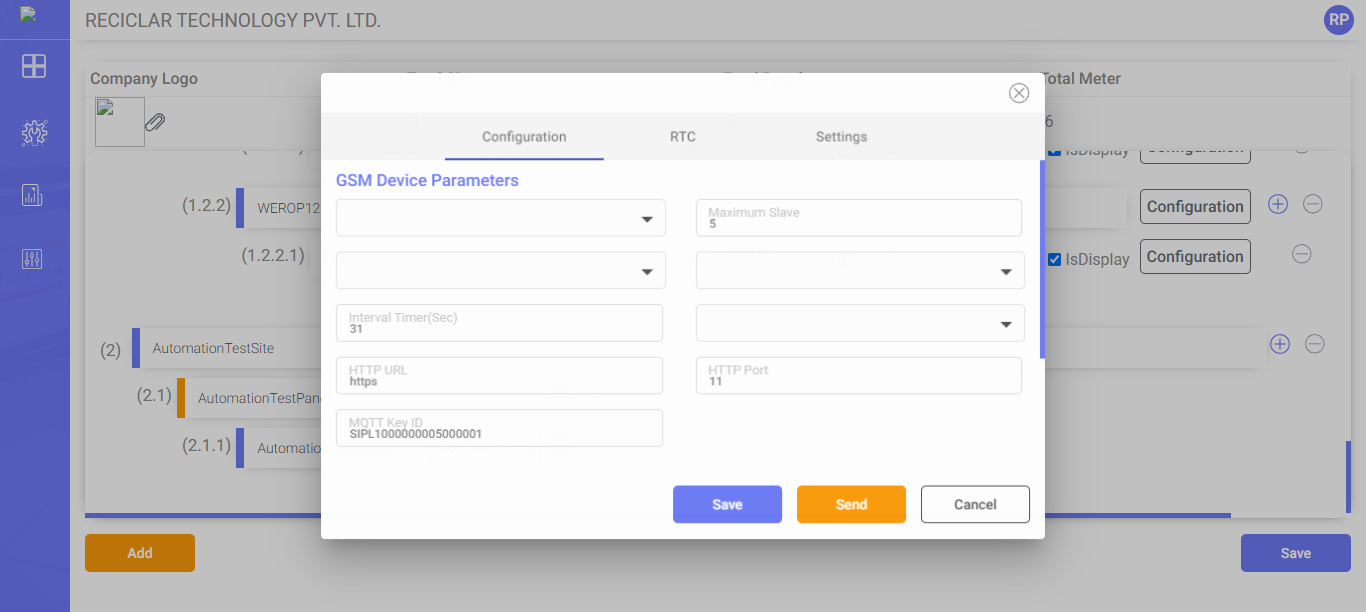 RECICLAR TECHNOLOGY PVT. LTD.
RP
Company Logo
Total Meter
6
IsDisplay
Configuration
(1.2.2)
WEROP12
Configuration
(1.2.2.1)
IsDisplay
Configuration
(2)
AutomationTestSite
(2.1)
AutomationTestPan
(2.1.1)
Automatio
Add
Save
Configuration
RTC
Settings
GSM Device Parameters
Maximum Slave
5
Interval Timer(Sec)
31
HTTP URL
https
HTTP Port
11
MQTT Key ID
SIPL1000000005000001
Save
Send
Cancel